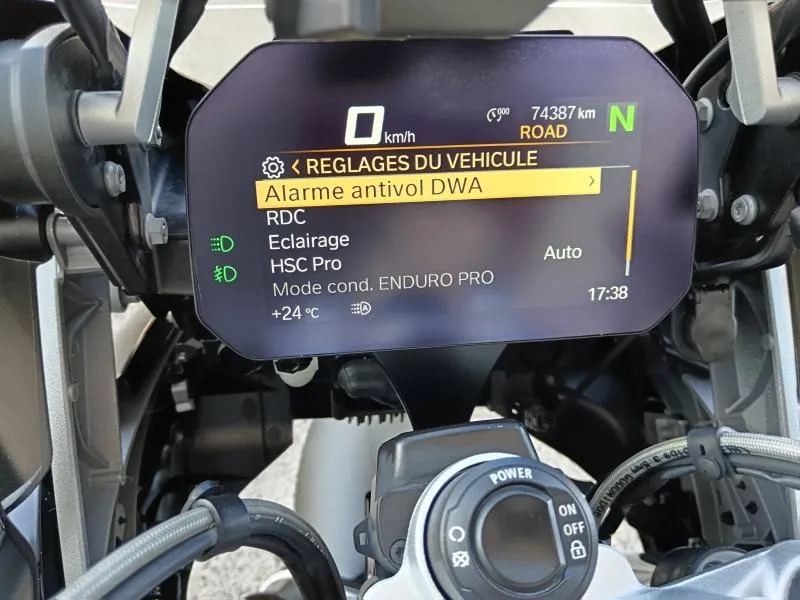 0 km/h
74387 km
ROAD
N
< REGLAGES DU VEHICULE
Alarme antivol DWA >
RDC
Eclairage
HSC Pro Auto
Mode cond. ENDURO PRO
+24 °C
A
17:38
POWER
ON
OFF